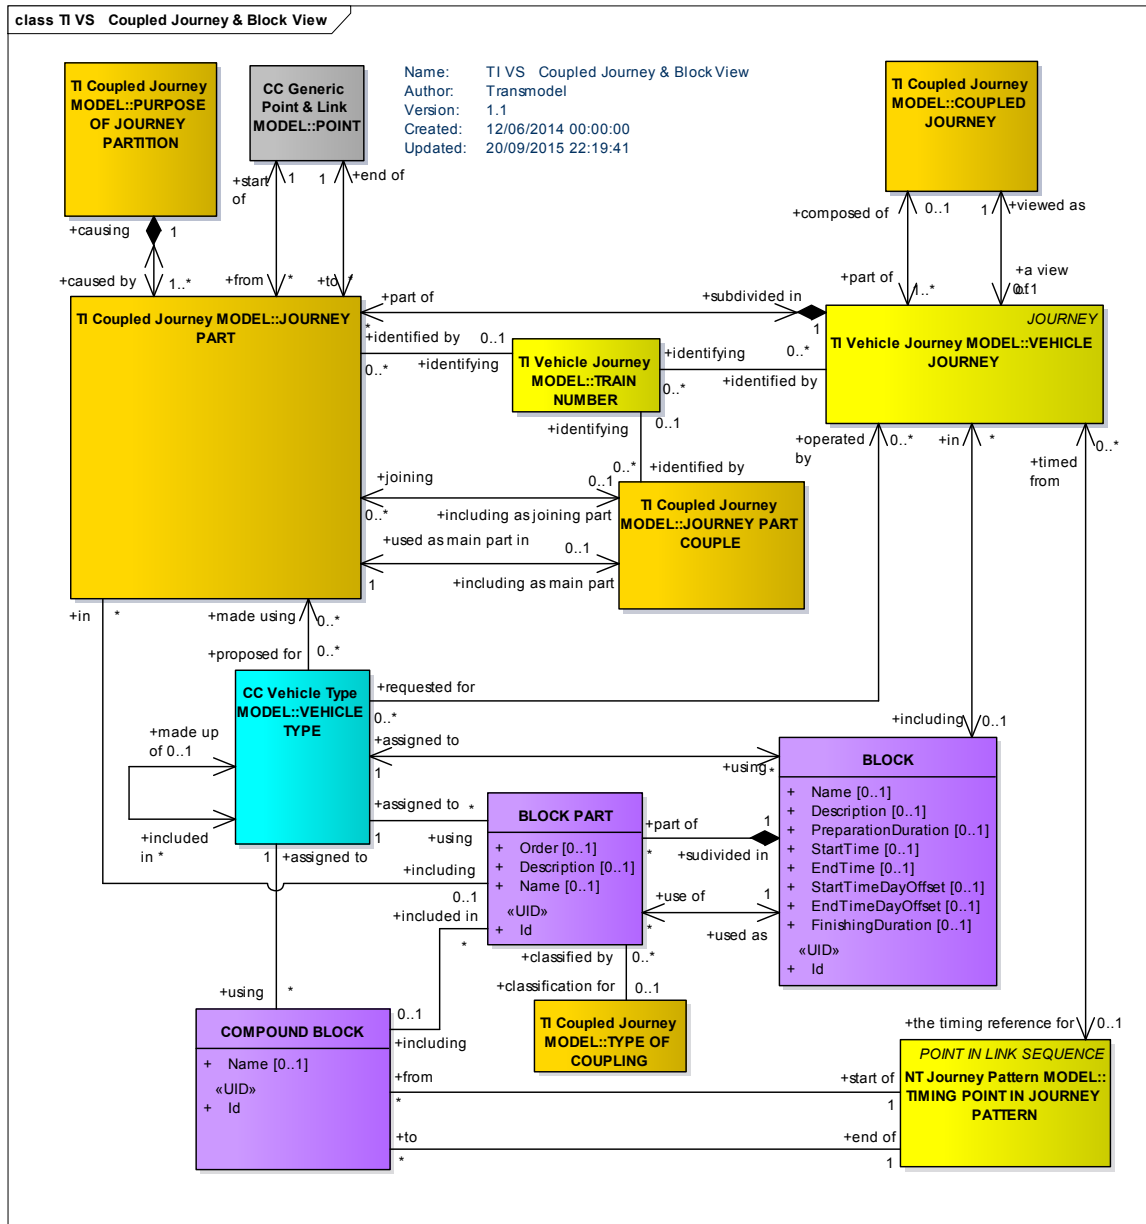 class TI VS   Coupled Journey & Block View
TI Coupled Journey
MODEL::PURPOSE
OF JOURNEY
PARTITION
CC Generic
Point & Link
MODEL::POINT
Name: TI VS   Coupled Journey & Block View
Author: Transmodel
Version: 1.1
Created: 12/06/2014 00:00:00
Updated: 20/09/2015 22:19:41
TI Coupled Journey
MODEL::COUPLED
JOURNEY
+causing
1
+caused by
1..*
+start
of
1
+from
*
1
+end of
+to
*
+composed of
0..1
+part of
1..*
1
+viewed as
+a view
of
0..1
TI Coupled Journey MODEL::JOURNEY
PART
+part of
*
+subdivided in
1
JOURNEY
TI Vehicle Journey MODEL::VEHICLE
JOURNEY
+identified by
0..*
0..1
+identifying
TI Vehicle Journey
MODEL::TRAIN
NUMBER
+identifying
0..*
0..*
+identified by
+identifying
0..1
0..*
+identified by
+joining
0..*
0..1
+including as joining part
+used as main part in
1
0..1
+including as main part
TI Coupled Journey
MODEL::JOURNEY PART
COUPLE
+operated
by
0..*
+in
*
+timed
from
0..*
+in
*
+made using
0..*
+proposed for
0..*
CC Vehicle Type
MODEL::VEHICLE
TYPE
+requested for
0..*
+made up
of 0..1
+included
in *
+assigned to
1
+using
*
+including
0..1
BLOCK
+ Name [0..1]
+ Description [0..1]
+ PreparationDuration [0..1]
+ StartTime [0..1]
+ EndTime [0..1]
+ StartTimeDayOffset [0..1]
+ EndTimeDayOffset [0..1]
+ FinishingDuration [0..1]
«UID»
+ Id
+assigned to
1
*
+using
BLOCK PART
+ Order [0..1]
+ Description [0..1]
+ Name [0..1]
«UID»
+ Id
+part of
*
1
+sudivided in
+use of
*
1
+used as
1
+assigned to
+including
0..1
+included in
*
+classified by
0..*
+classification for
0..1
TI Coupled Journey
MODEL::TYPE OF
COUPLING
+using
*
COMPOUND BLOCK
+ Name [0..1]
«UID»
+ Id
0..1
+including
+from
*
+start of
1
+to
*
+end of
1
+the timing reference for
0..1
POINT IN LINK SEQUENCE
NT Journey Pattern MODEL::
TIMING POINT IN JOURNEY
PATTERN